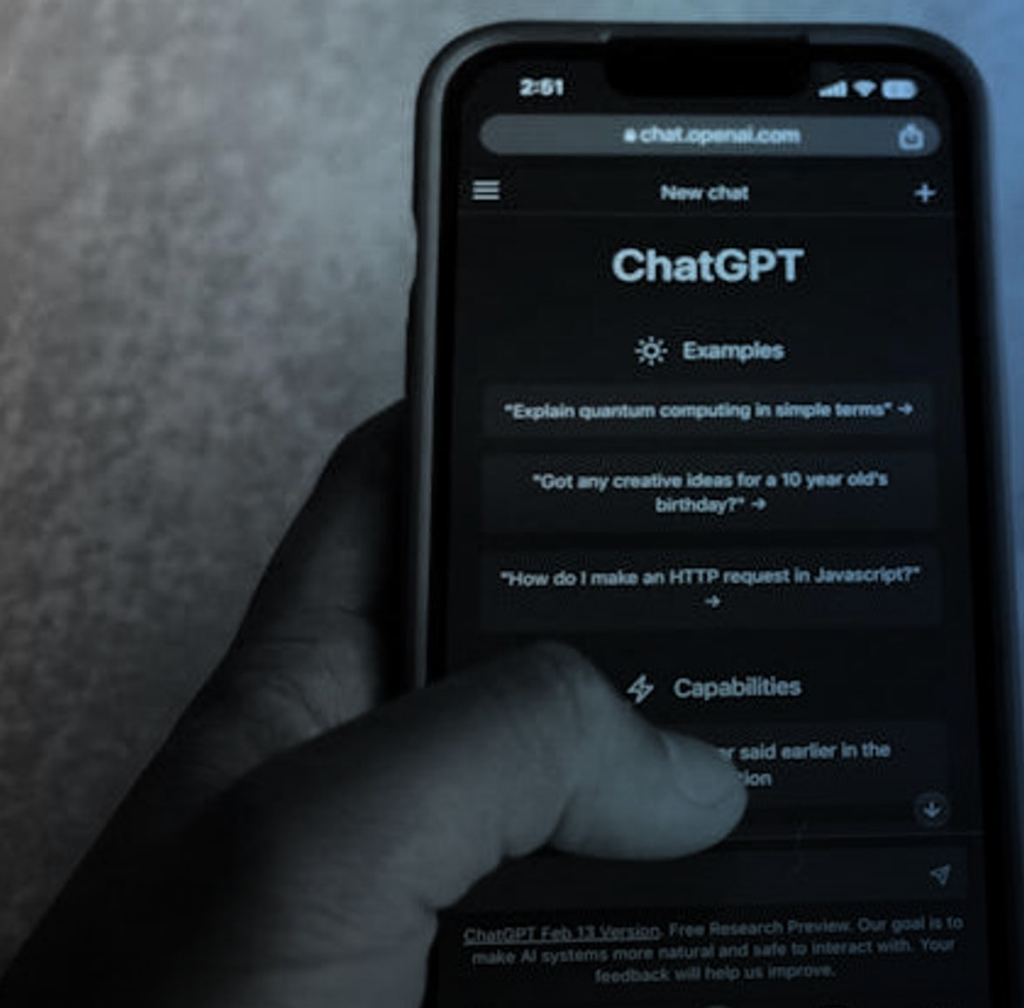 2:51
chat.openai.com
New chat
ChatGPT
Examples
"Explain quantum computing in simple terms" →
"Got any creative ideas for a 10 year old's
birthday?" →
"How do I make an HTTP request in Javascript?"
→
Capabilities
said earlier in the
ChatGPT Feb 13 Version. Free Research Preview. Our goal is to
make AI systems more natural and safe to interact with. Your
feedback will help us improve.